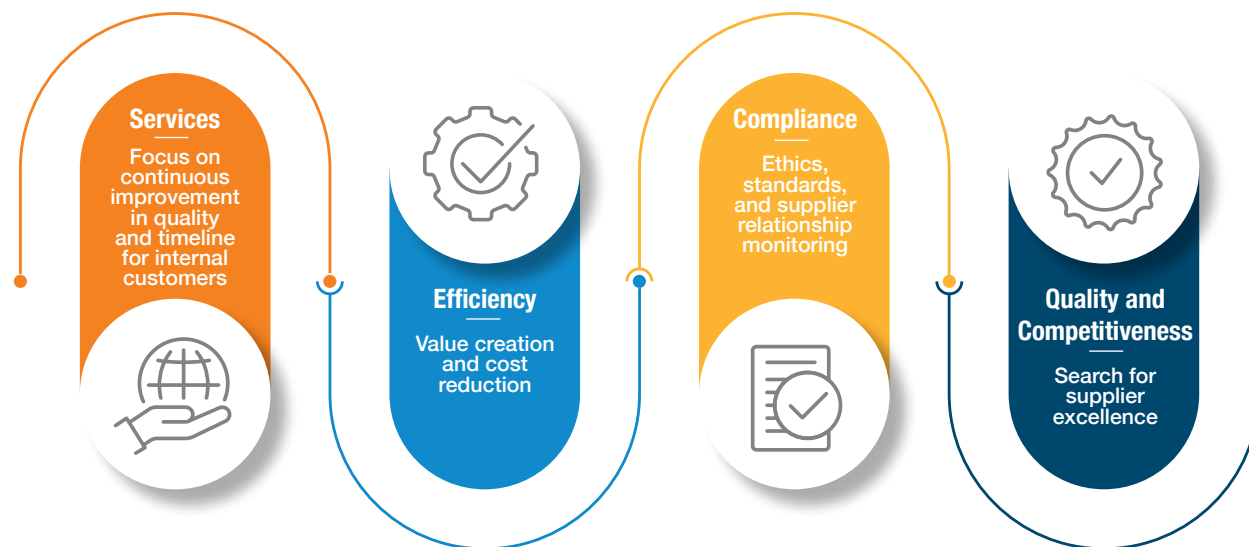 Services
Focus on
continuous
improvement
in quality
and timeline
for internal
customers
Efficiency
Value creation
and cost
reduction
Compliance
Ethics,
standards,
and supplier
relationship
monitoring
Quality and
Competitiveness
Search for
supplier
excellence